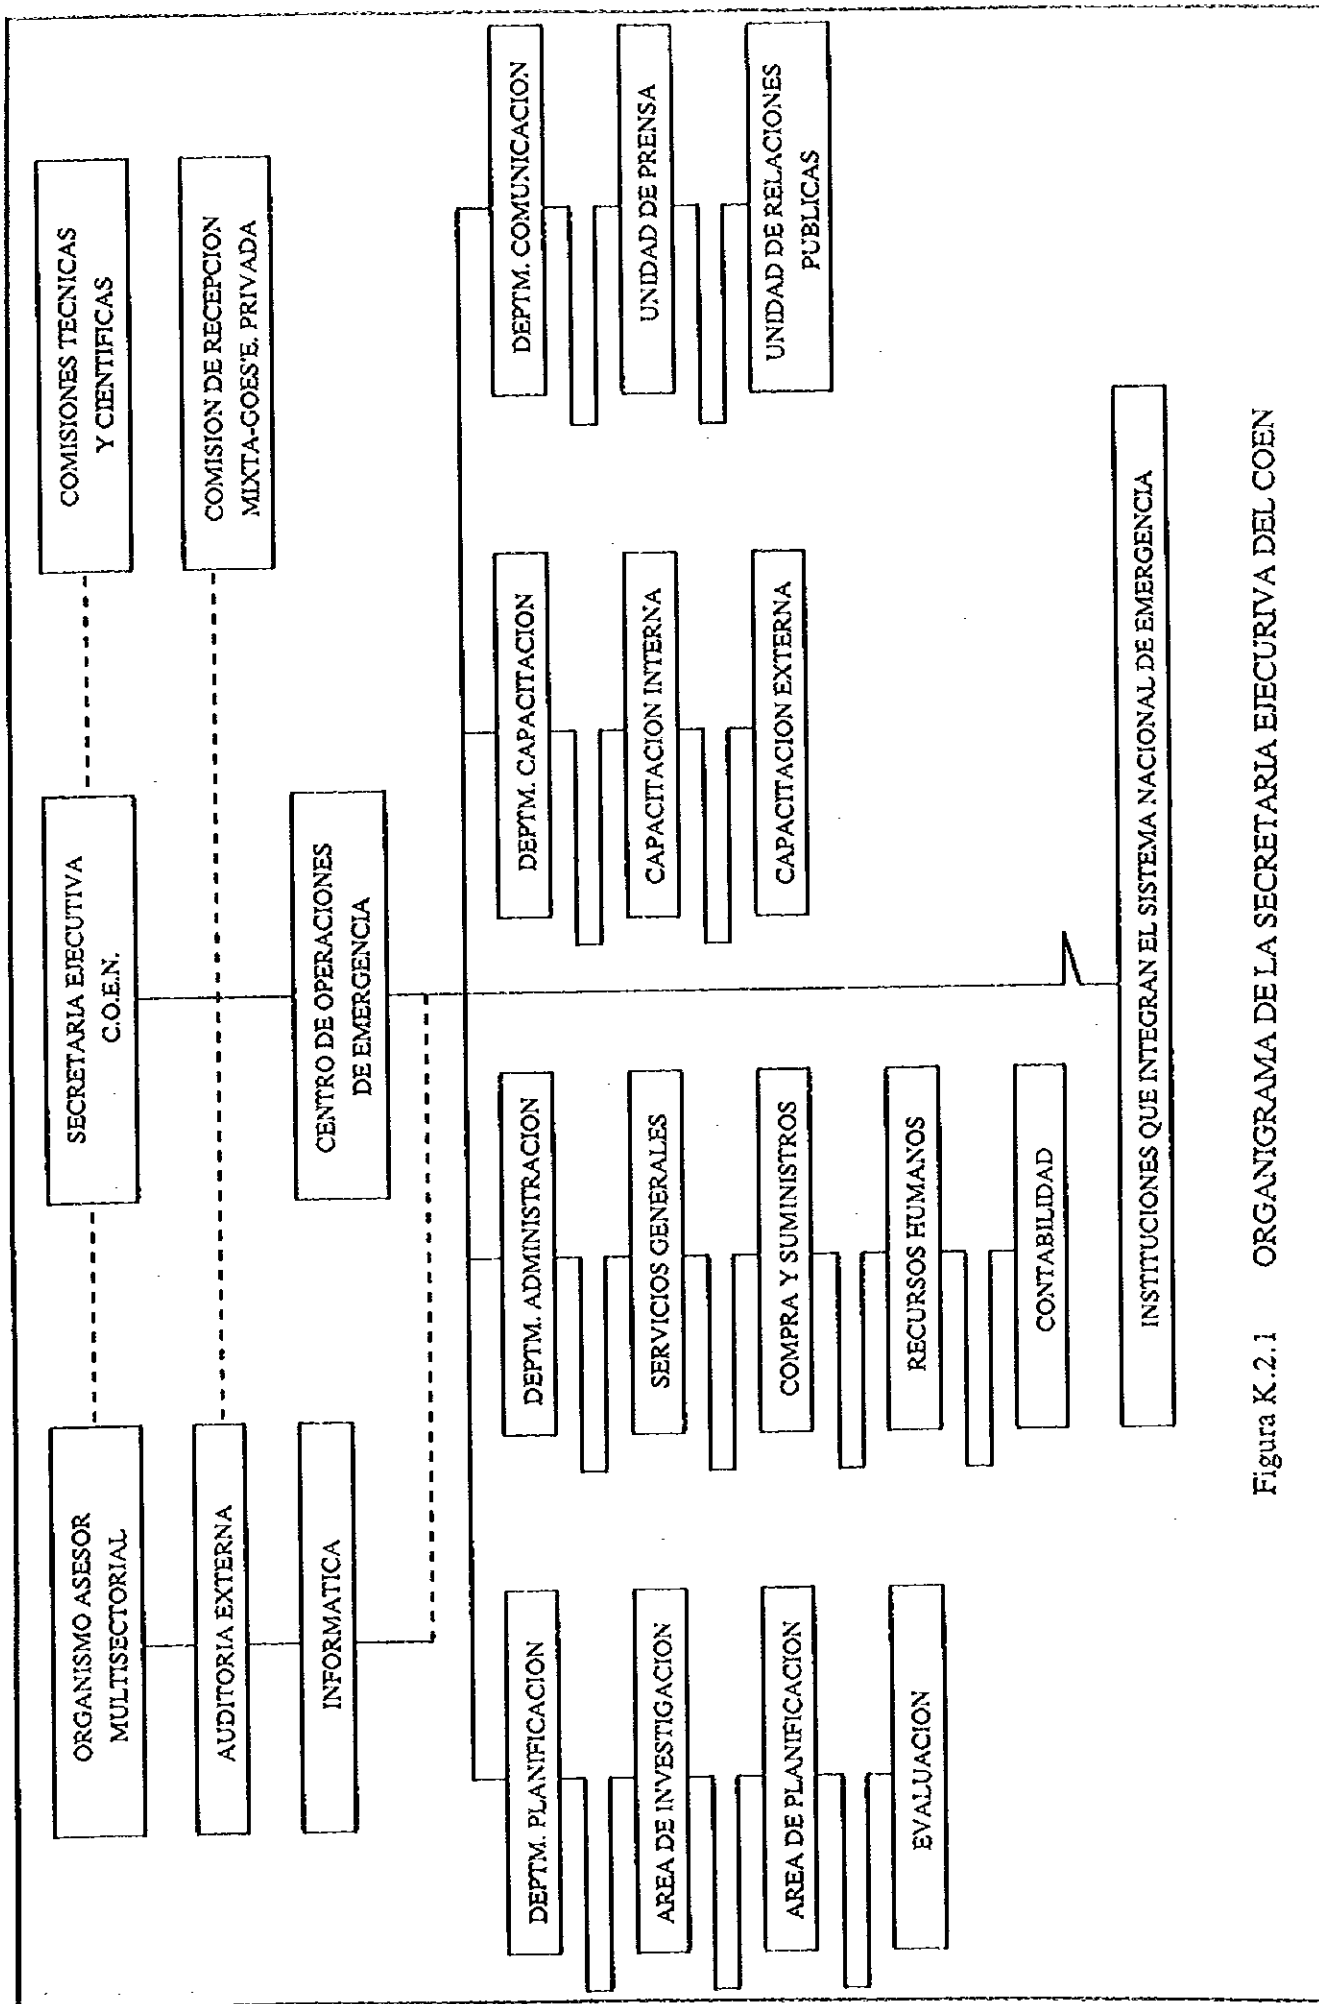 ORGANISMO ASESOR
MULTISECTORIAL
SECRETARIA EJECUTIVA
C.O.E.N.
COMISIONES TECNICAS
Y CIENTIFICAS
AUDITORIA EXTERNA
COMISION DE RECEPCION
MIXTA-GOES'E. PRIVADA
INFORMATICA
CENTRO DE OPERACIONES
DE EMERGENCIA
DEPTM. PLANIFICACION
AREA DE INVESTIGACION
AREA DE PLANIFICACION
EVALUACION
DEPTM. ADMINISTRACION
SERVICIOS GENERALES
COMPRA Y SUMINISTROS
RECURSOS HUMANOS
CONTABILIDAD
DEPTM. CAPACITACION
CAPACITACION INTERNA
CAPACITACION EXTERNA
DEPTM. COMUNICACION
UNIDAD DE PRENSA
UNIDAD DE RELACIONES
PUBLICAS
INSTITUCIONES QUE INTEGRAN EL SISTEMA NACIONAL DE EMERGENCIA
Figura K.2.1 ORGANIGRAMA DE LA SECRETARIA EJECURIVA DEL COEN